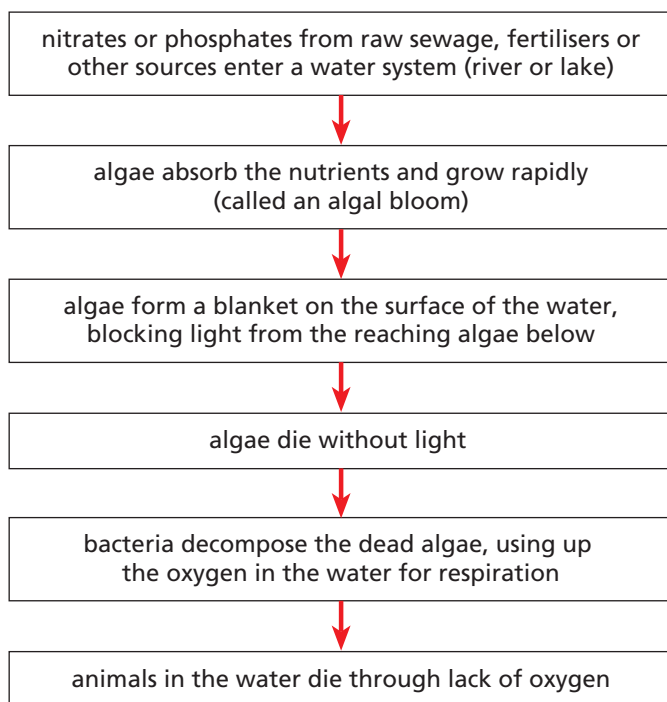 nitrates or phosphates from raw sewage, fertilisers or
other sources enter a water system (river or lake)
algae absorb the nutrients and grow rapidly
(called an algal bloom)
algae form a blanket on the surface of the water,
blocking light from the reaching algae below
algae die without light
bacteria decompose the dead algae, using up
the oxygen in the water for respiration
animals in the water die through lack of oxygen